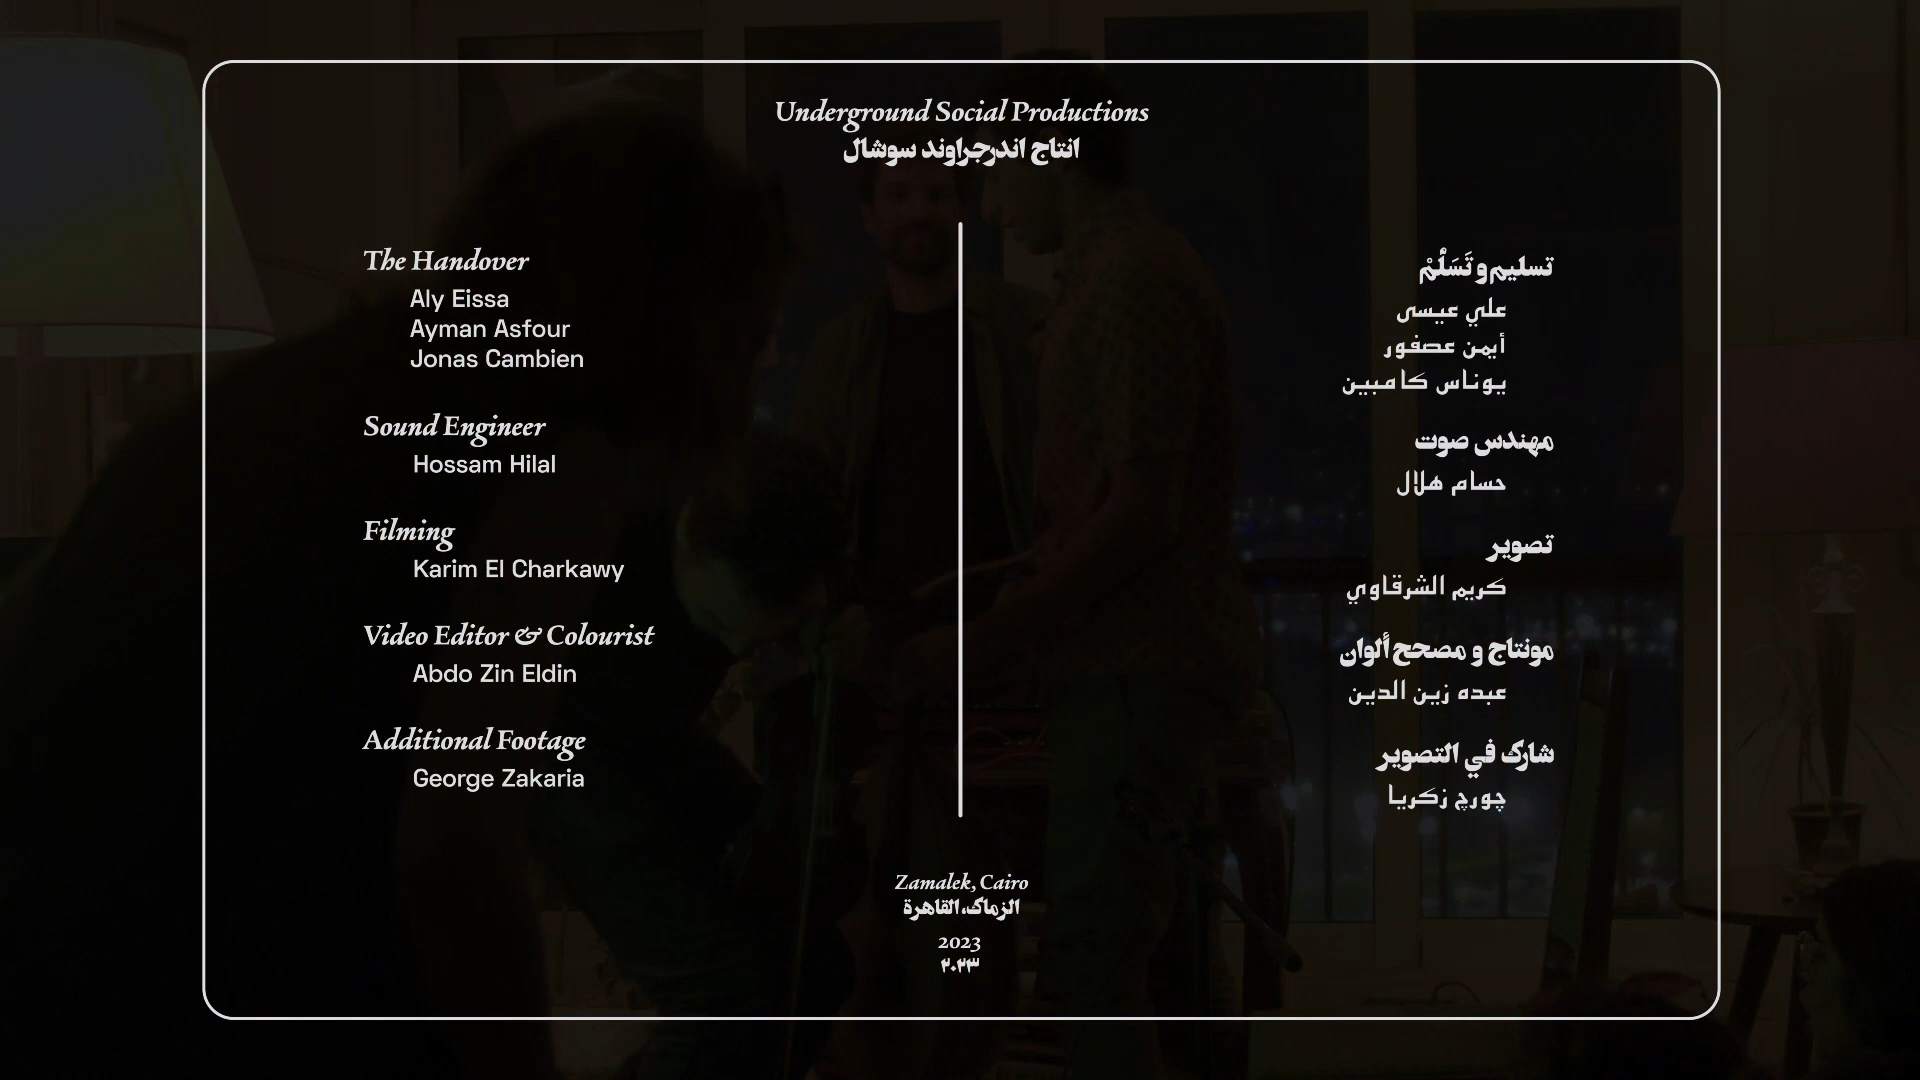 Underground Social Productions
انتاج اندرجراوند سوشال
The Handover
Aly Eissa
Ayman Asfour
Jonas Cambien
Sound Engineer
Hossam Hilal
Filming
Karim El Charkawy
Video Editor & Colourist
Abdo Zin Eldin
Additional Footage
George Zakaria
تسليم و تَسَلُّمْ
علي عيسى
أيمن عصفور
يوناس كامبين
مهندس صوت
حسام هلال
تصوير
كريم الشرقاوي
مونتاج و مصحح ألوان
عبده زين الدين
شارك في التصوير
چورچ زكريا
Zamalek, Cairo
الزمالك، القاهرة
2023
٢٠٢٣